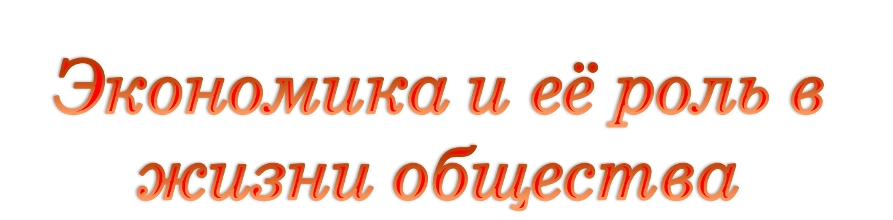 Экономика и её роль в
жизни общества